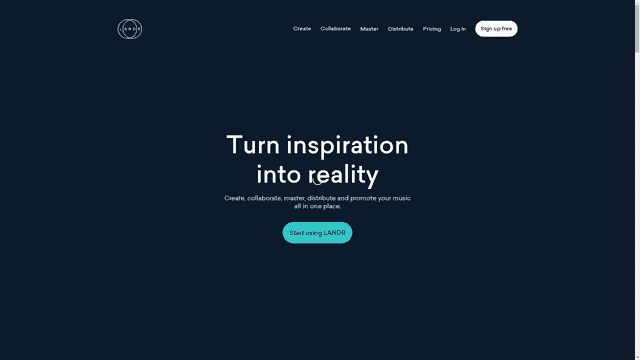 LANDR
Create
Collaborate
Master
Distribute
Pricing
Log In
Sign up free
Turn inspiration
into reality
Create, collaborate, master, distribute and promote your music
all in one place.
Start using LANDR